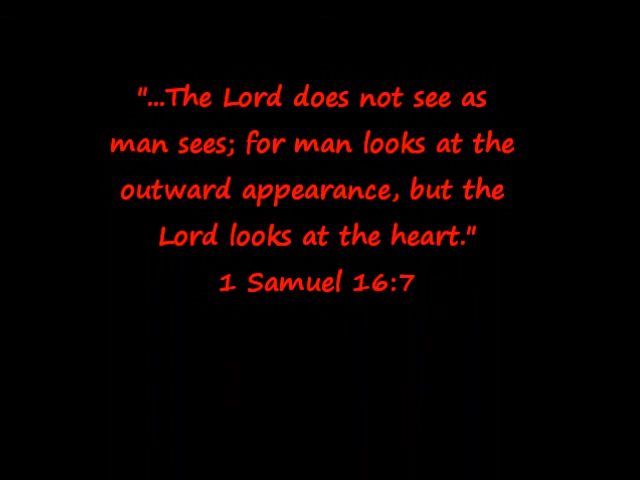 "...The Lord does not see as
man sees; for man looks at the
outward appearance, but the
Lord looks at the heart."
1 Samuel 16:7